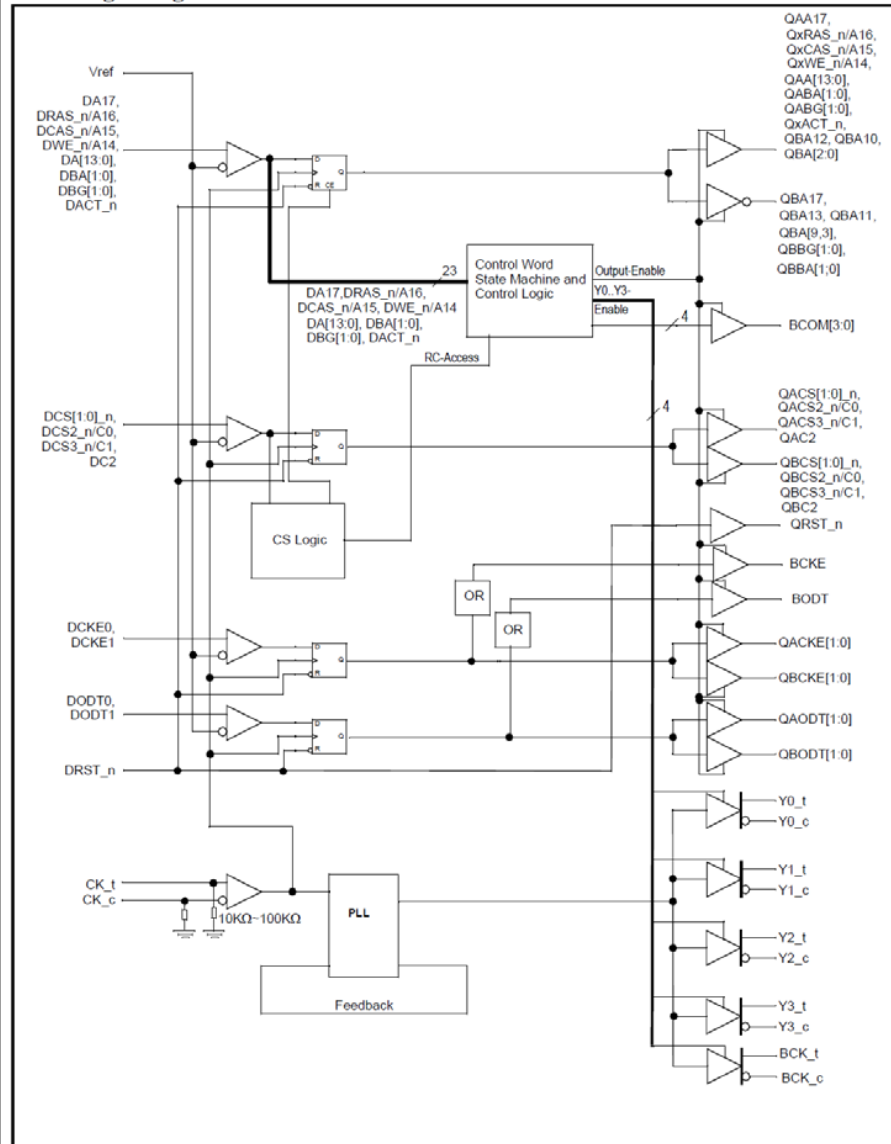 Vref
DA17,
DRAS_n/A16,
DCAS_n/A15,
DWE_n/A14,
DA[13:0],
DBA[1:0],
DBG[1:0],
DACT_n
D
Q
R
CE
QAA17,
QxRAS_n/A16,
QxCAS_n/A15,
QxWE_n/A14,
QAA[13:0],
QABA[1:0],
QABG[1:0],
QxACT_n,
QBA12, QBA10,
QBA[2:0]
QBA17,
QBA13, QBA11,
QBA[9,3],
QBBG[1:0],
QBBA[1;0]
23
DA17,DRAS_n/A16,
DCAS_n/A15, DWE_n/A14
DA[13:0], DBA[1:0],
DBG[1:0], DACT_n
Control Word
State Machine and
Control Logic
Output-Enable
Y0..Y3-
Enable
4
BCOM[3:0]
RC-Access
4
DCS[1:0]_n,
DCS2_n/C0,
DCS3_n/C1,
DC2
D
Q
R
QACS[1:0]_n,
QACS2_n/C0,
QACS3_n/C1,
QAC2
QBCS[1:0]_n,
QBCS2_n/C0,
QBCS3_n/C1,
QBC2
CS Logic
QRST_n
BCKE
OR
BODT
OR
DCKE0,
DCKE1
D
Q
R
QACKE[1:0]
QBCKE[1:0]
DODT0,
DODT1
D
Q
R
QAODT[1:0]
QBODT[1:0]
DRST_n
Y0_t
Y0_c
CK_t
CK_c
10KΩ~100KΩ
PLL
Feedback
Y1_t
Y1_c
Y2_t
Y2_c
Y3_t
Y3_c
BCK_t
BCK_c